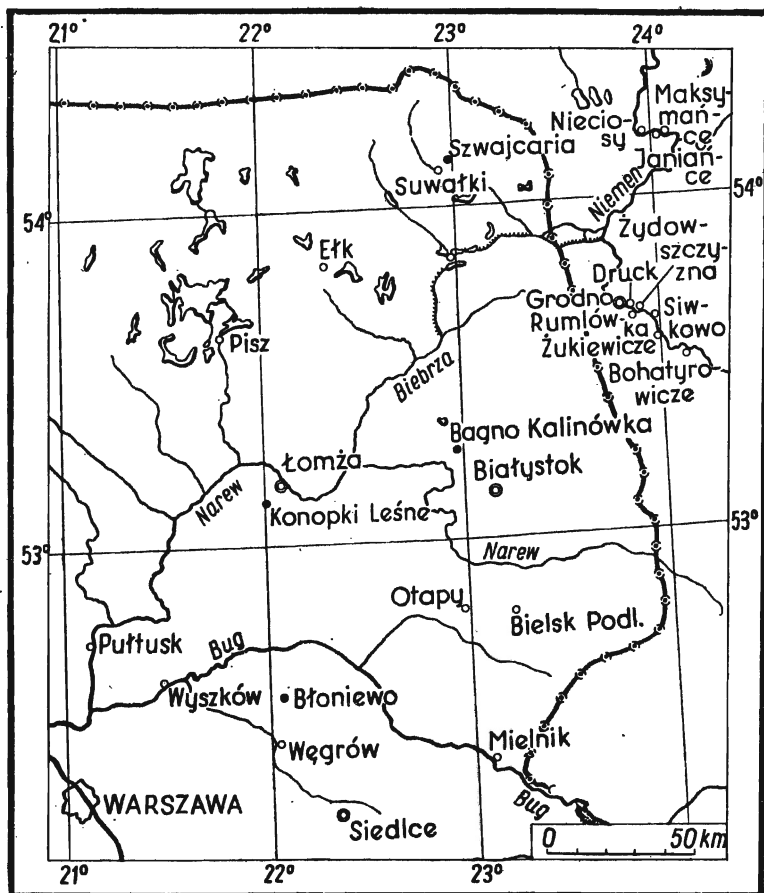 21°
22°
23°
24°
Maksy-
mań-
ce
Niecio-
sy
Szwajcaria
Janiań-
ce
Suwałki
Niemen
54°
54°
Żydow-
szczy-
zna
Ełk
Druck
Grodno
Rumlów-
ka
Siw-
kowo
Pisz
Żukiewicze
Biebrza
Bohatyro-
wicze
Bagno Kalinówka
Łomża
Białystok
Narew
Konopki Leśne
53°
53°
Narew
Otapy
Bielsk Podl.
Pułtusk
Bug
Wyszków
Błoniewo
Węgrów
Mielnik
WARSZAWA
Bug
Siedlce
0 50 km
21°
22°
23°